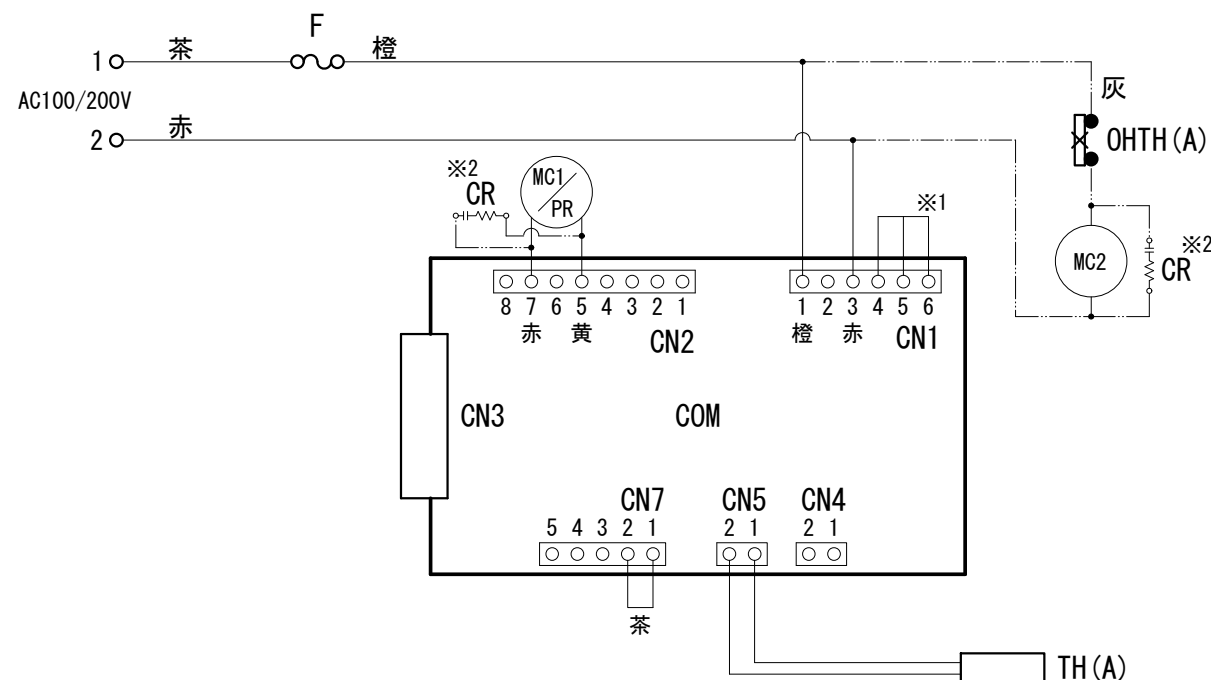 F
1 茶 橙
AC100/200V
2 赤
灰
OHTH(A)
※2
CR
MC1
PR
※1
MC2
※2
CR
8 7 6 5 4 3 2 1
赤 黄
CN2
1 2 3 4 5 6
橙 赤
CN1
CN3
COM
CN7
5 4 3 2 1
CN5
2 1
CN4
2 1
茶
TH(A)